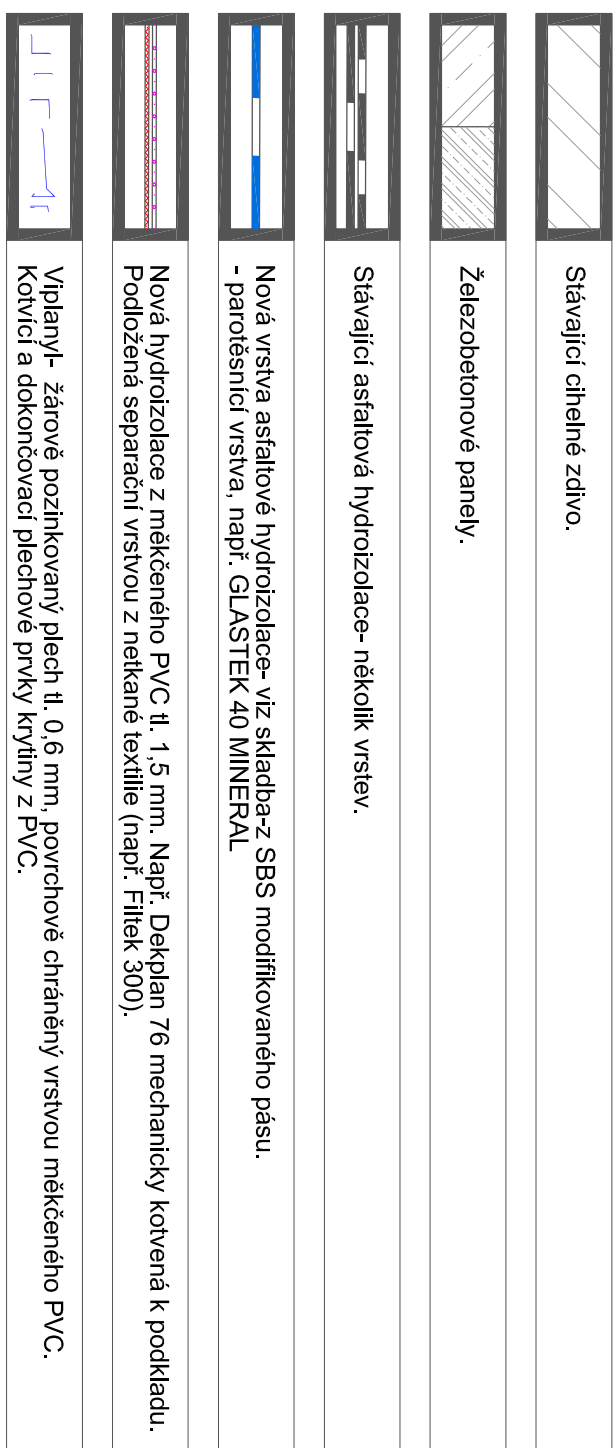 Stávající cihelné zdivo.
Železobetonové panely.
Stávající asfaltová hydroizolace- několik vrstev.
Nová vrstva asfaltové hydroizolace- viz skladba-z SBS modifikovaného pásu.
- parotěsnící vrstva, např. GLASTEK 40 MINERAL
Nová hydroizolace z měkčeného PVC tl. 1,5 mm. Např. Dekplan 76 mechanicky kotvená k podkladu.
Podložená separační vrstvou z netkané textilie (např. Filtek 300).
Viplanyl- žárově pozinkovaný plech tl. 0,6 mm, povrchově chráněný vrstvou měkčeného PVC.
Kotvící a dokončovací plechové prvky krytiny z PVC.